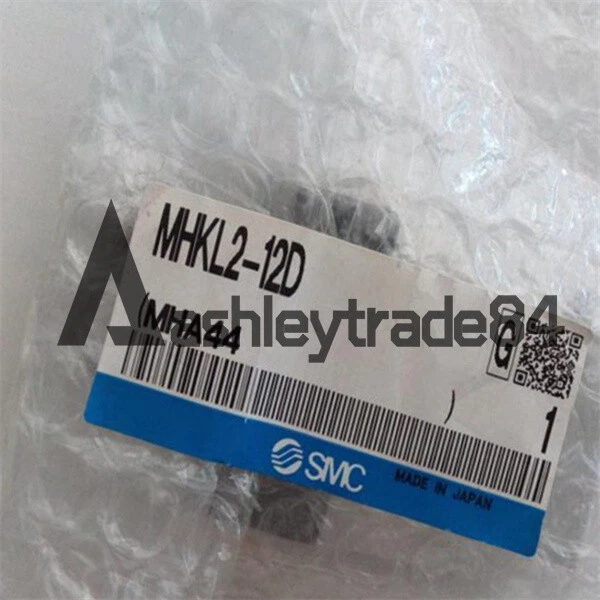 MHKL2-12D
(MHA44
)
G
1
SMC
MADE IN JAPAN
Ashleytrade84